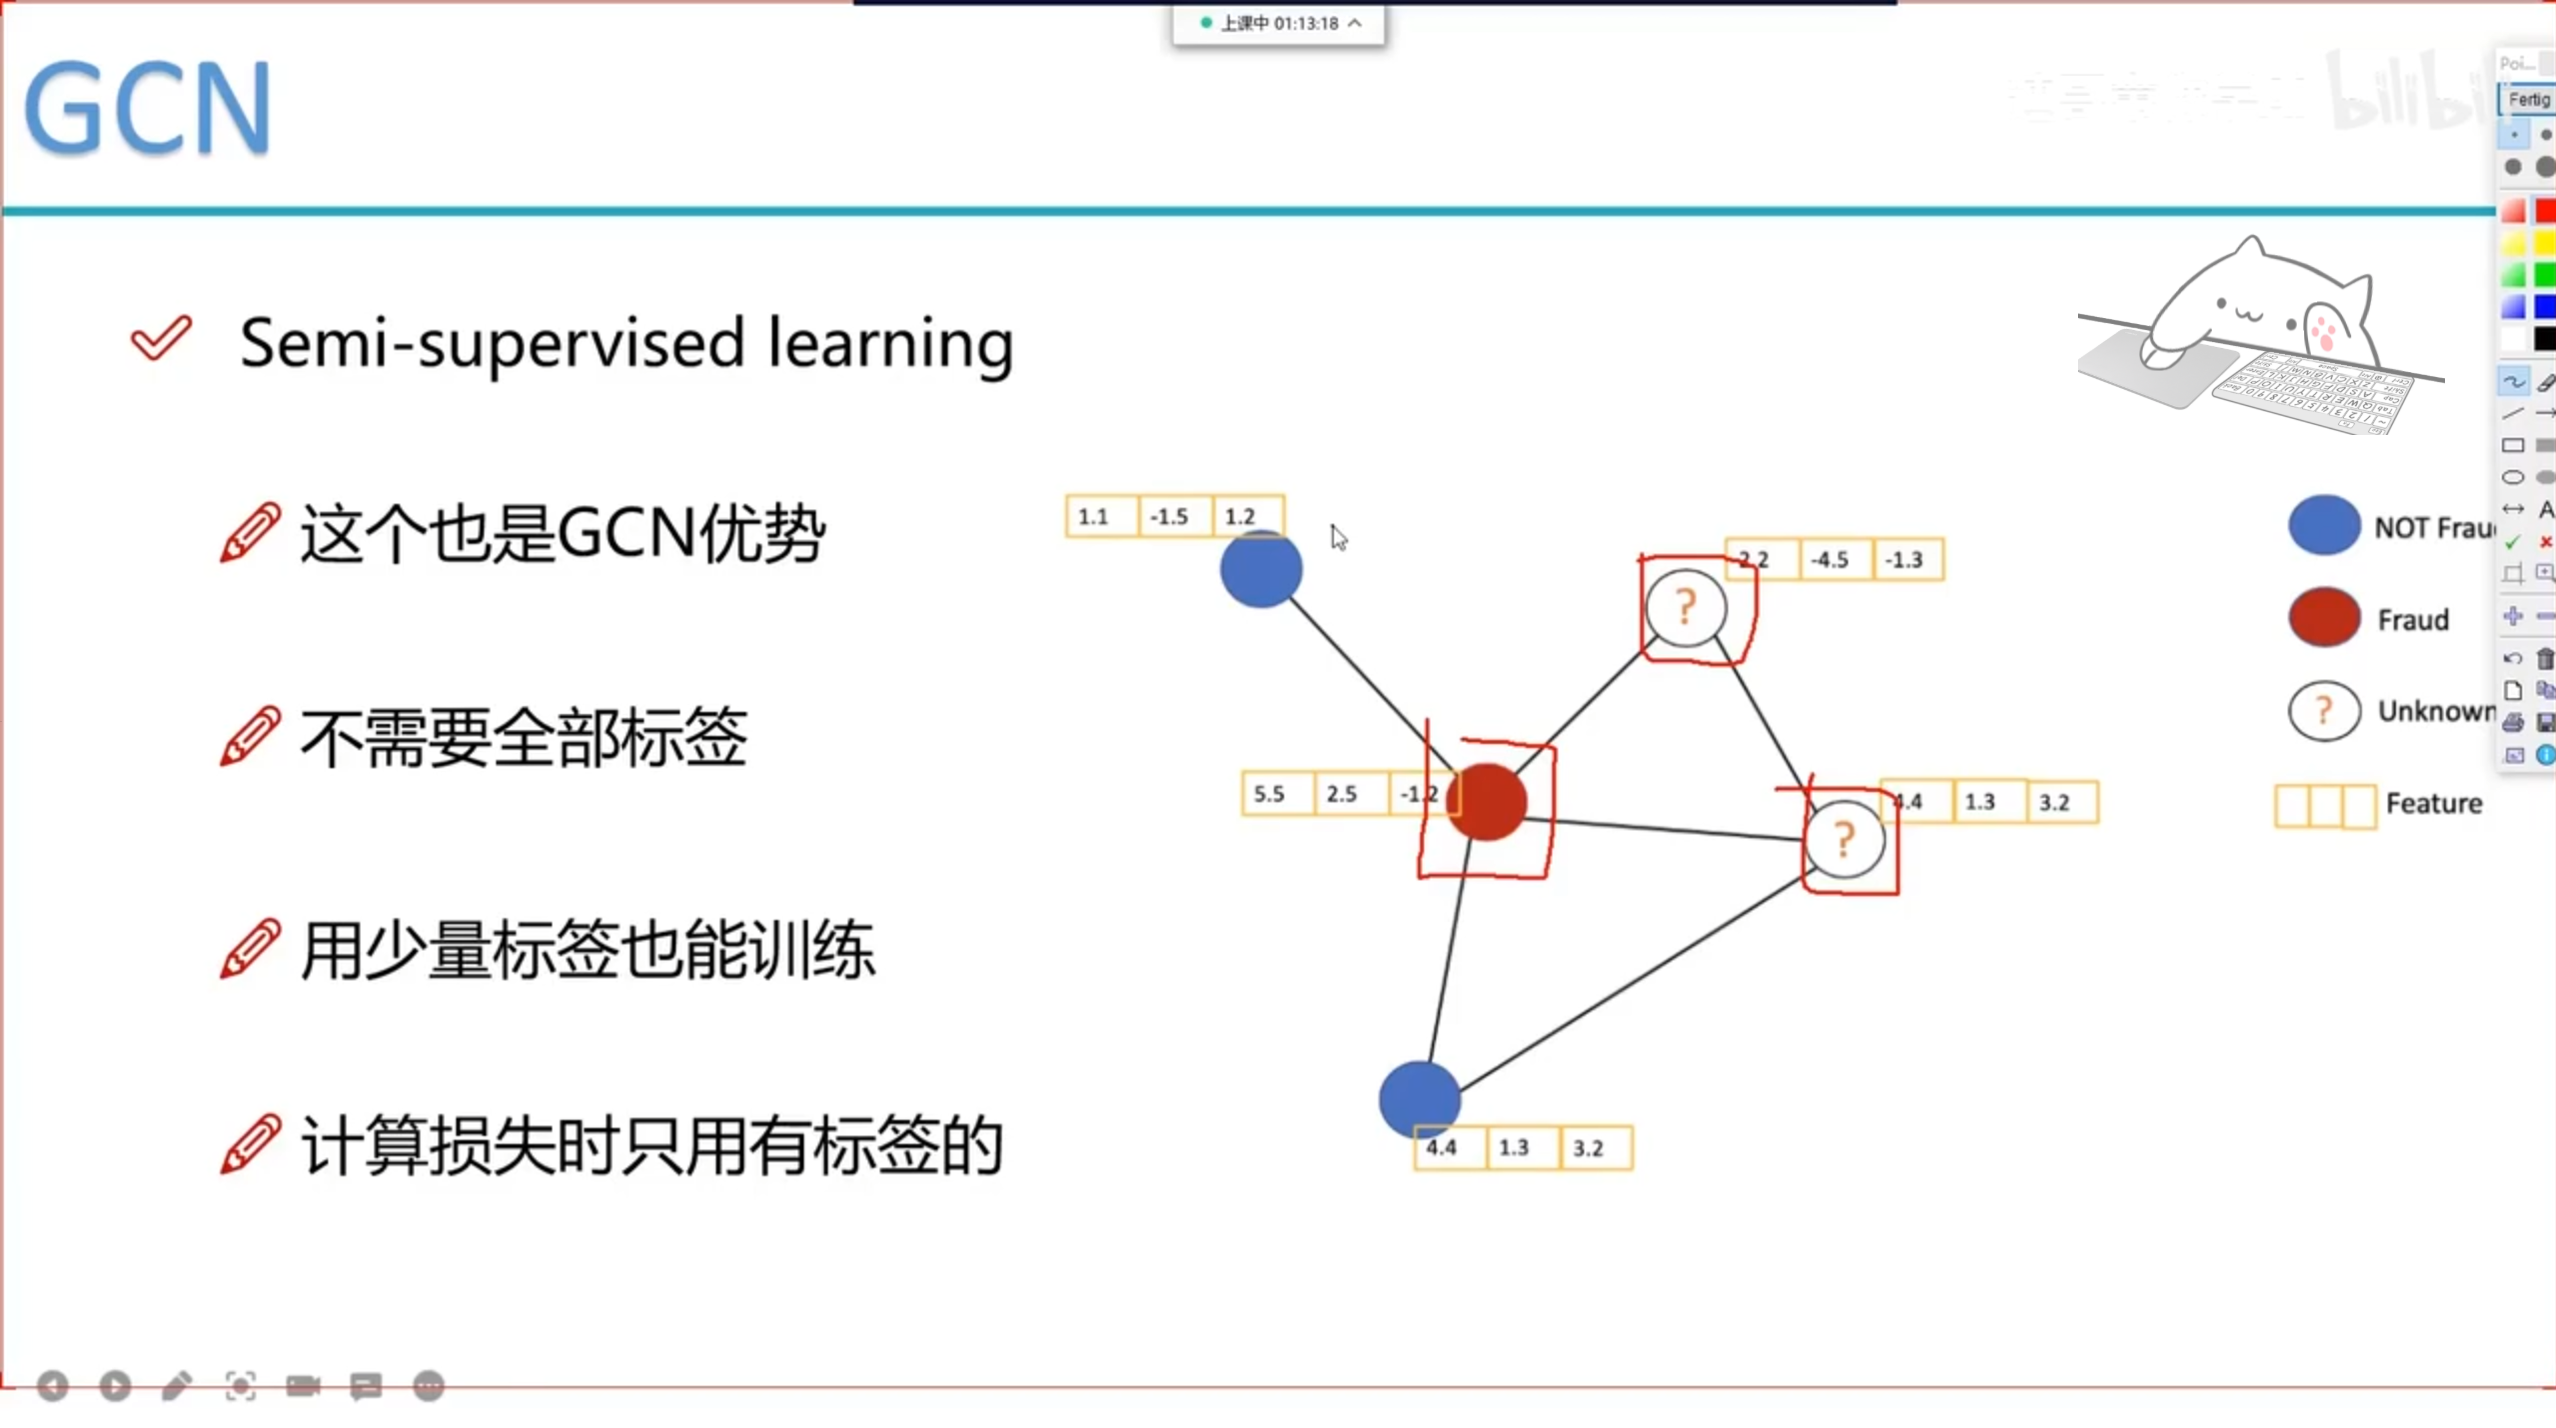 上课中 01:13:18
GCN
bilibili
Poi...
Fertig
Semi-supervised learning
这个也是GCN优势
不需要全部标签
用少量标签也能训练
计算损失时只用有标签的
1.1 -1.5 1.2
2.2 -4.5 -1.3
5.5 2.5 -1.2
4.4 1.3 3.2
4.4 1.3 3.2
?
?
NOT Frau
Fraud
? Unknown
Feature
A